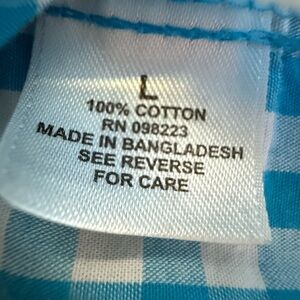 L
100% COTTON
RN 098223
MADE IN BANGLADESH
SEE REVERSE
FOR CARE